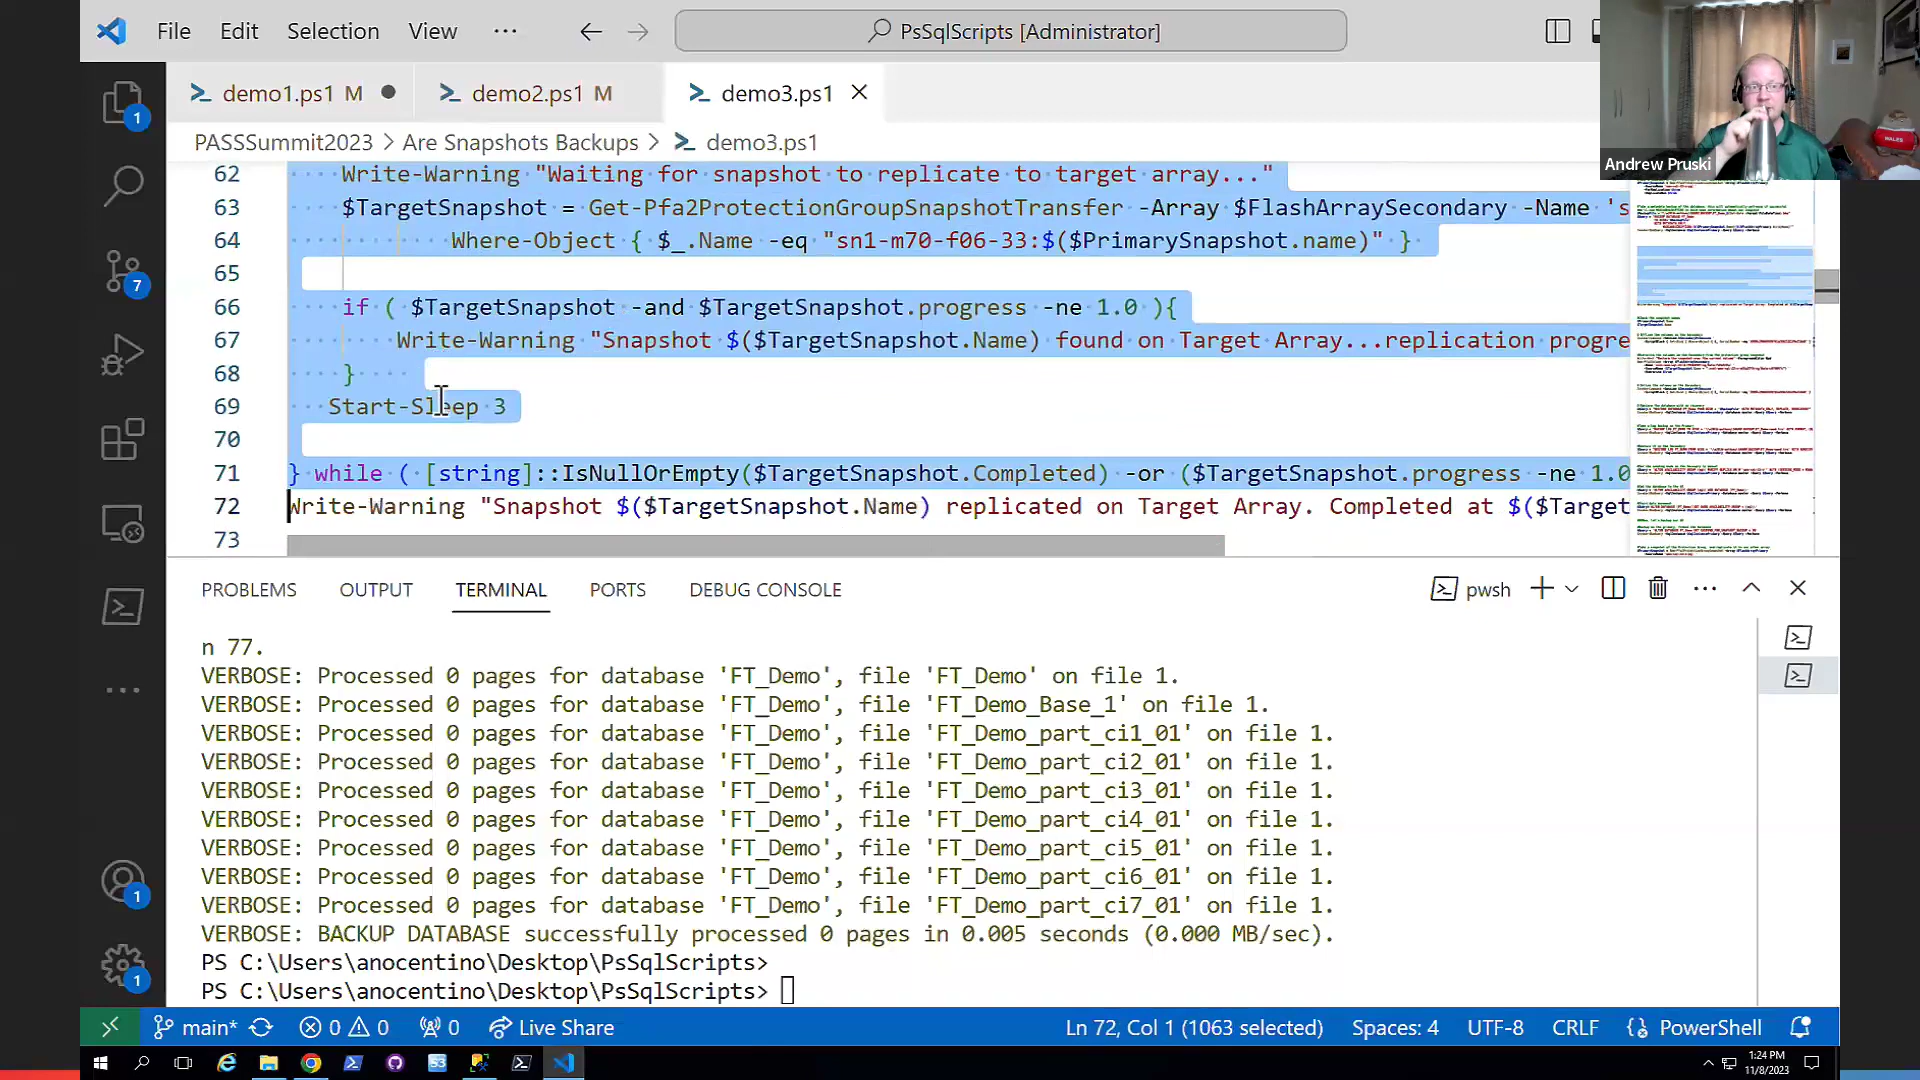 File Edit Selection View ··· PsSqlScripts [Administrator]
Andrew Pruski
demo1.ps1 M demo2.ps1 M demo3.ps1
PASSSummit2023 > Are Snapshots Backups > demo3.ps1
62 Write-Warning "Waiting for snapshot to replicate to target array..."
63 $TargetSnapshot = Get-Pfa2ProtectionGroupSnapshotTransfer -Array $FlashArraySecondary -Name 's
64 Where-Object { $_.Name -eq "sn1-m70-f06-33:$($PrimarySnapshot.name)" }
65
66 if ( $TargetSnapshot -and $TargetSnapshot.progress -ne 1.0 ){
67 Write-Warning "Snapshot $($TargetSnapshot.Name) found on Target Array...replication progre
68 }
69 Start-Sleep 3
70
71 } while ( [string]::IsNullOrEmpty($TargetSnapshot.Completed) -or ($TargetSnapshot.progress -ne 1.0
72 Write-Warning "Snapshot $($TargetSnapshot.Name) replicated on Target Array. Completed at $($Target
73
PROBLEMS OUTPUT TERMINAL PORTS DEBUG CONSOLE pwsh
n 77.
VERBOSE: Processed 0 pages for database 'FT_Demo', file 'FT_Demo' on file 1.
VERBOSE: Processed 0 pages for database 'FT_Demo', file 'FT_Demo_Base_1' on file 1.
VERBOSE: Processed 0 pages for database 'FT_Demo', file 'FT_Demo_part_ci1_01' on file 1.
VERBOSE: Processed 0 pages for database 'FT_Demo', file 'FT_Demo_part_ci2_01' on file 1.
VERBOSE: Processed 0 pages for database 'FT_Demo', file 'FT_Demo_part_ci3_01' on file 1.
VERBOSE: Processed 0 pages for database 'FT_Demo', file 'FT_Demo_part_ci4_01' on file 1.
VERBOSE: Processed 0 pages for database 'FT_Demo', file 'FT_Demo_part_ci5_01' on file 1.
VERBOSE: Processed 0 pages for database 'FT_Demo', file 'FT_Demo_part_ci6_01' on file 1.
VERBOSE: Processed 0 pages for database 'FT_Demo', file 'FT_Demo_part_ci7_01' on file 1.
VERBOSE: BACKUP DATABASE successfully processed 0 pages in 0.005 seconds (0.000 MB/sec).
PS C:\Users\anocentino\Desktop\PsSqlScripts>
PS C:\Users\anocentino\Desktop\PsSqlScripts>
main* 0 0 0 Live Share Ln 72, Col 1 (1063 selected) Spaces: 4 UTF-8 CRLF PowerShell
1:24 PM
11/8/2023